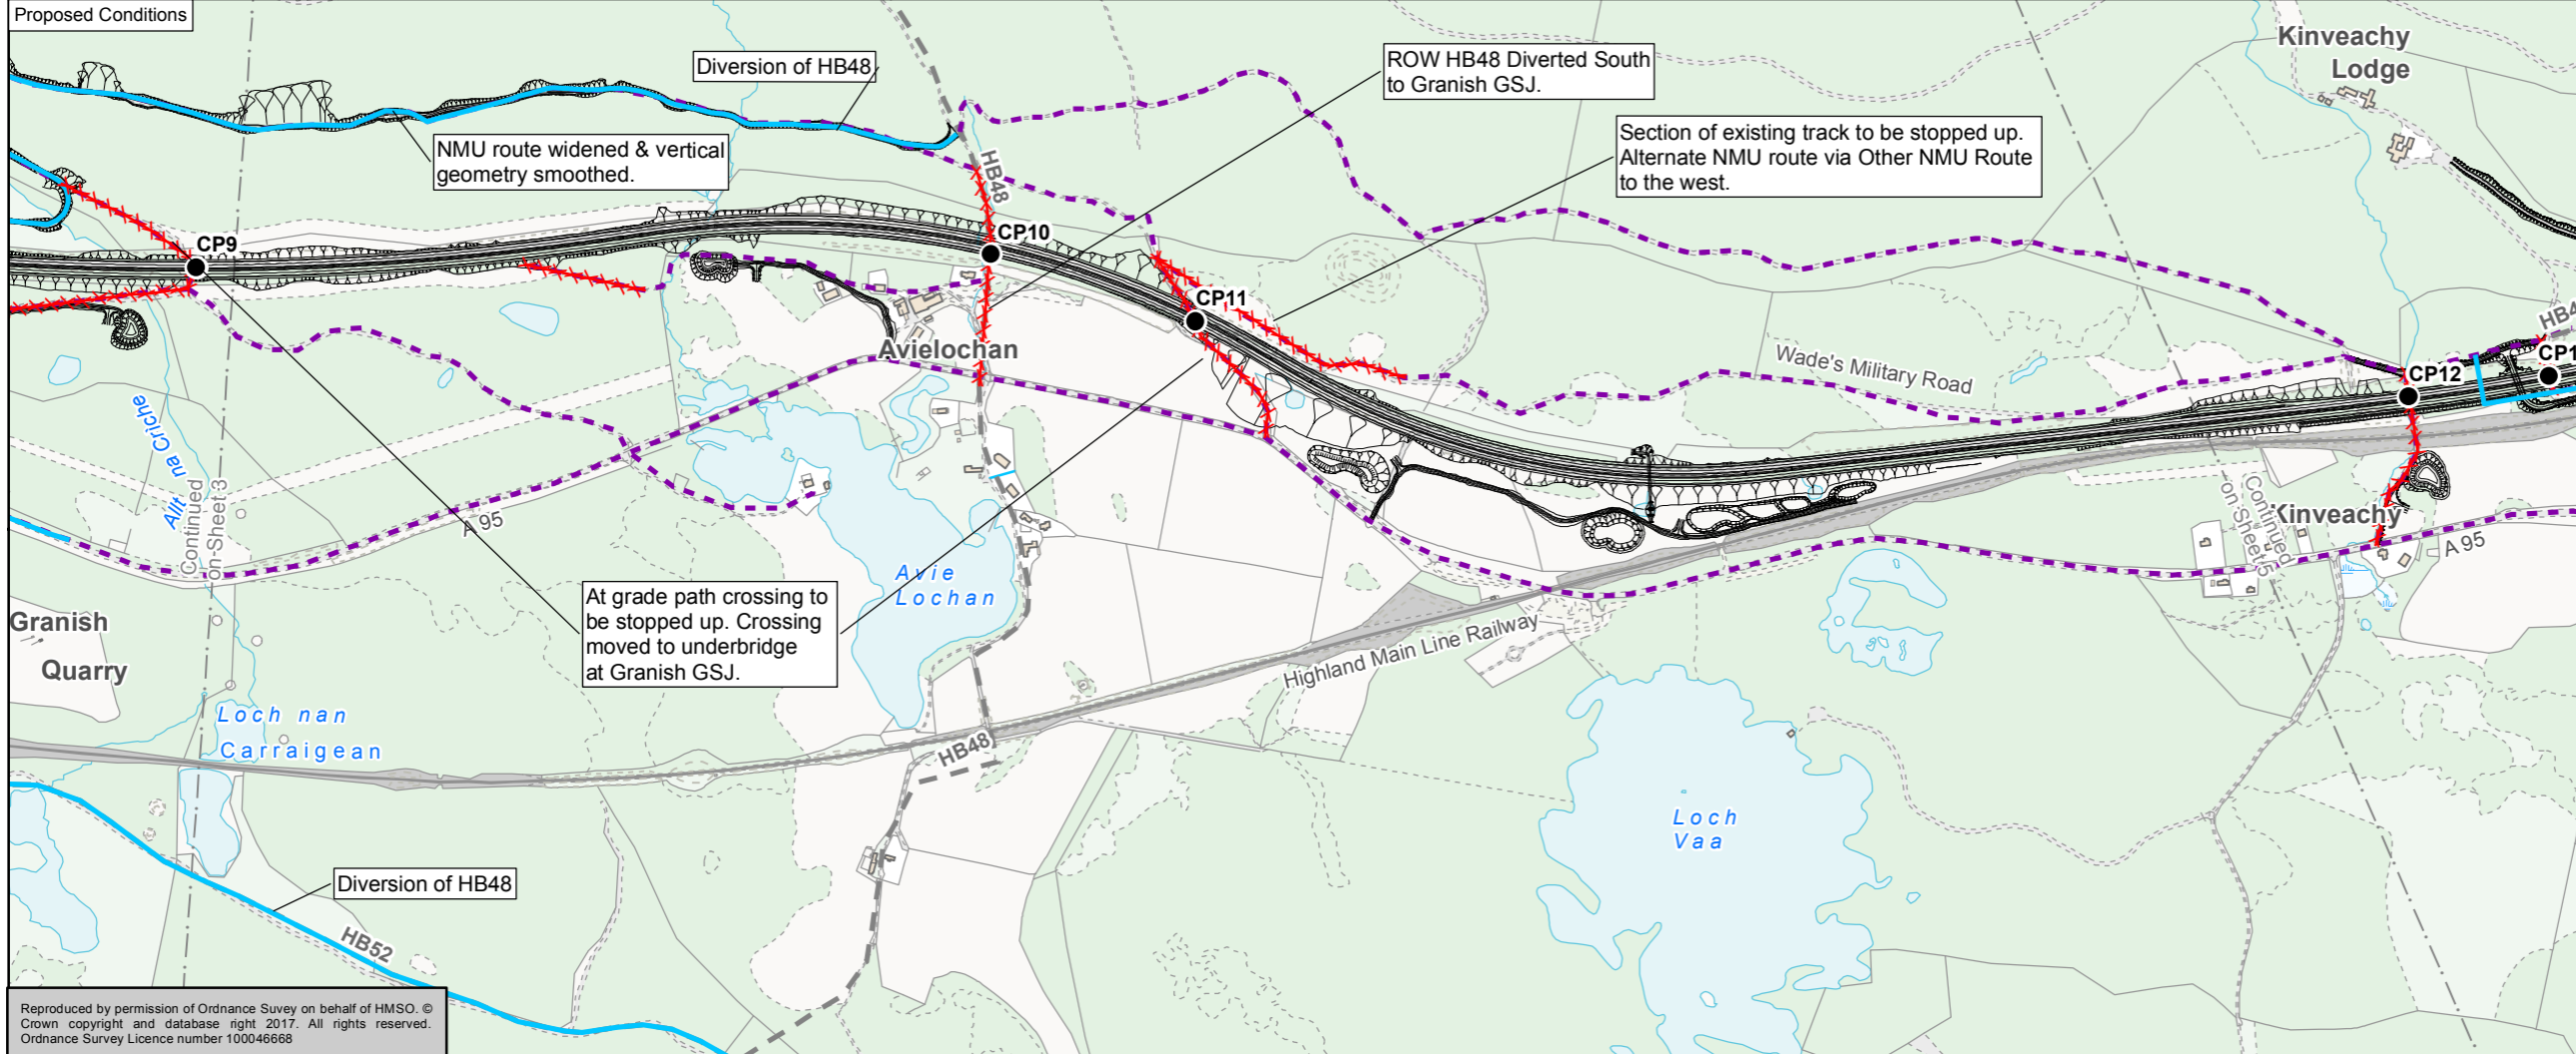 Proposed Conditions
Diversion of HB48
ROW HB48 Diverted South
to Granish GSJ.
Kinveachy
Lodge
NMU route widened & vertical
geometry smoothed.
Section of existing track to be stopped up.
Alternate NMU route via Other NMU Route
to the west.
HB48
CP9
CP10
CP11
CP12
HB4
CP1
Avielochan
Wade's Military Road
Allt na Criche
Continued
on Sheet 3
A 95
Continued
on Sheet 5
Kinveachy
A 95
Avie
Lochan
At grade path crossing to
be stopped up. Crossing
moved to underbridge
at Granish GSJ.
Granish
Quarry
Highland Main Line Railway
Loch nan
Carraigean
HB48
Loch
Vaa
Diversion of HB48
HB52
Reproduced by permission of Ordnance Suvey on behalf of HMSO. ©
Crown copyright and database right 2017. All rights reserved.
Ordnance Survey Licence number 100046668